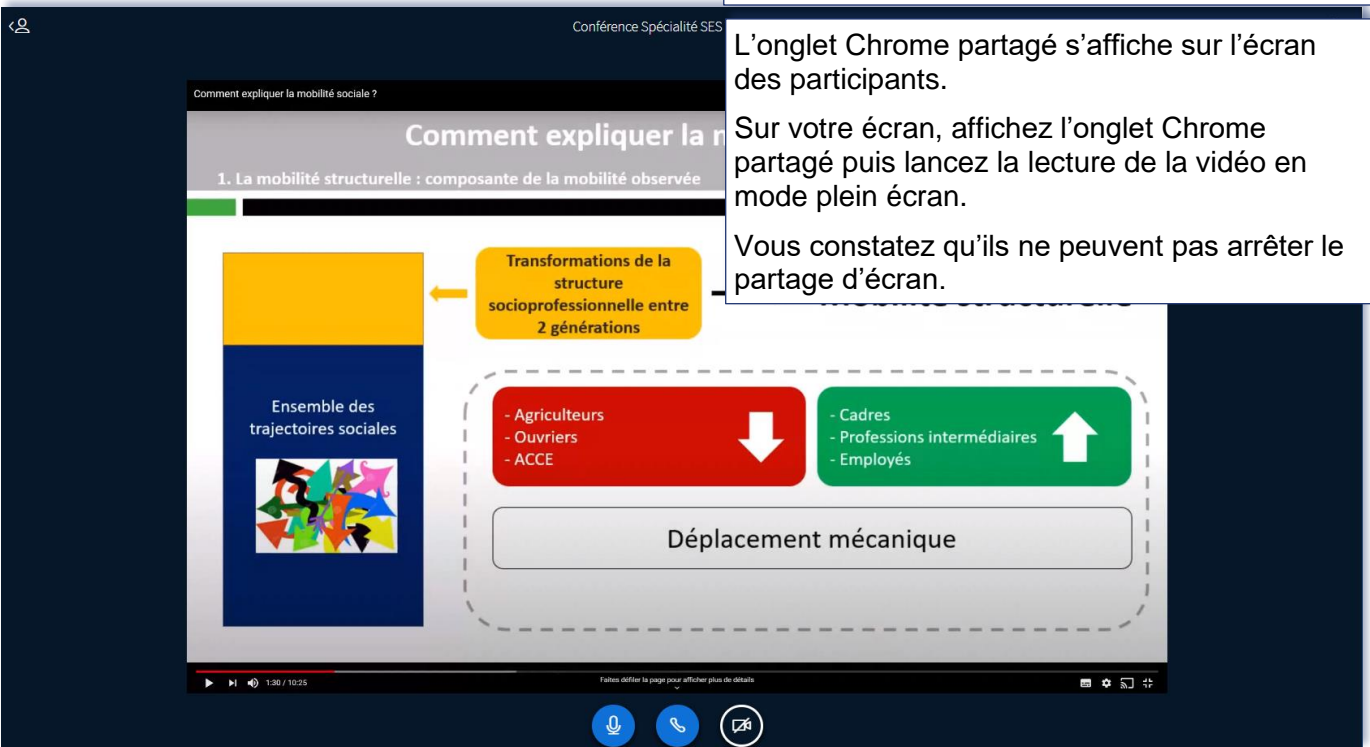 Conférence Spécialité SES
L'onglet Chrome partagé s'affiche sur l'écran
des participants.
Sur votre écran, affichez l'onglet Chrome
partagé puis lancez la lecture de la vidéo en
mode plein écran.
Vous constatez qu'ils ne peuvent pas arrêter le
partage d'écran.
Comment expliquer la mobilité sociale ?
Comment expliquer la
1. La mobilité structurelle : composante de la mobilité observée
Transformations de la
structure
socioprofessionnelle entre
2 générations
Ensemble des
trajectoires sociales
- Agriculteurs
- Ouvriers
- ACCE
- Cadres
- Professions intermédiaires
- Employés
Déplacement mécanique
1:30 / 10:25
Faites défiler la page pour afficher plus de détails